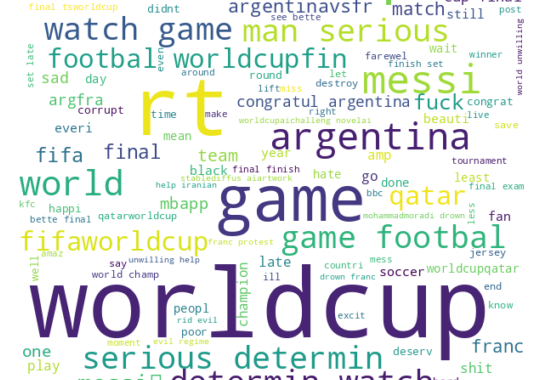 final tsworldcup didnt argentinavsfr match cup final
see bette still post
watch game man serious
even wait farewel winner
footbal worldcupfin finish set
set late sad day around round let messi world unwilling
lift miss destroy
argfra corrupt rt time make congratul argentina fuck congrat
right beauti live
worldcupaichalleng novelai save
everi mean argentina
fifa final team year amp tournament
black final finish hate go done least
world stablediffus aiartwork
help iranian bbc final exam
kfc happi mbapp game qatar
bette final qatarworldcup mohammadmoradi drown less fan
fifaworldcup franc protest game footbal jersey
well amaz
say unwilling help late countri mess
world champ ill drown franc soccer worldcupqatar
champion end
worldcup know
peopl excit
rid evil
poor
moment evil regime franc
one serious determin deserv
play shit
messi determin watch